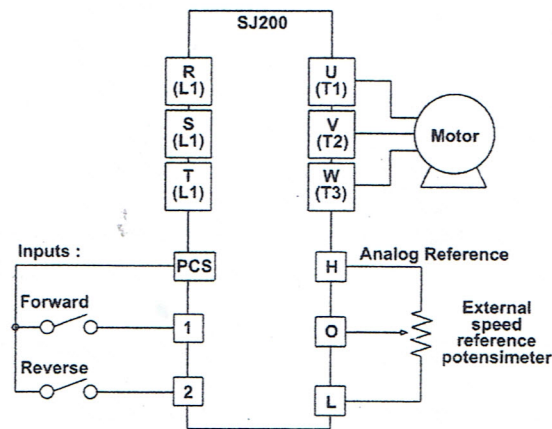 SJ200
R
(L1)
S
(L1)
T
(L1)
U
(T1)
V
(T2)
W
(T3)
Motor
Inputs :
PCS
Forward
1
Reverse
2
H
Analog Reference
O
External
speed
reference
potensimeter
L